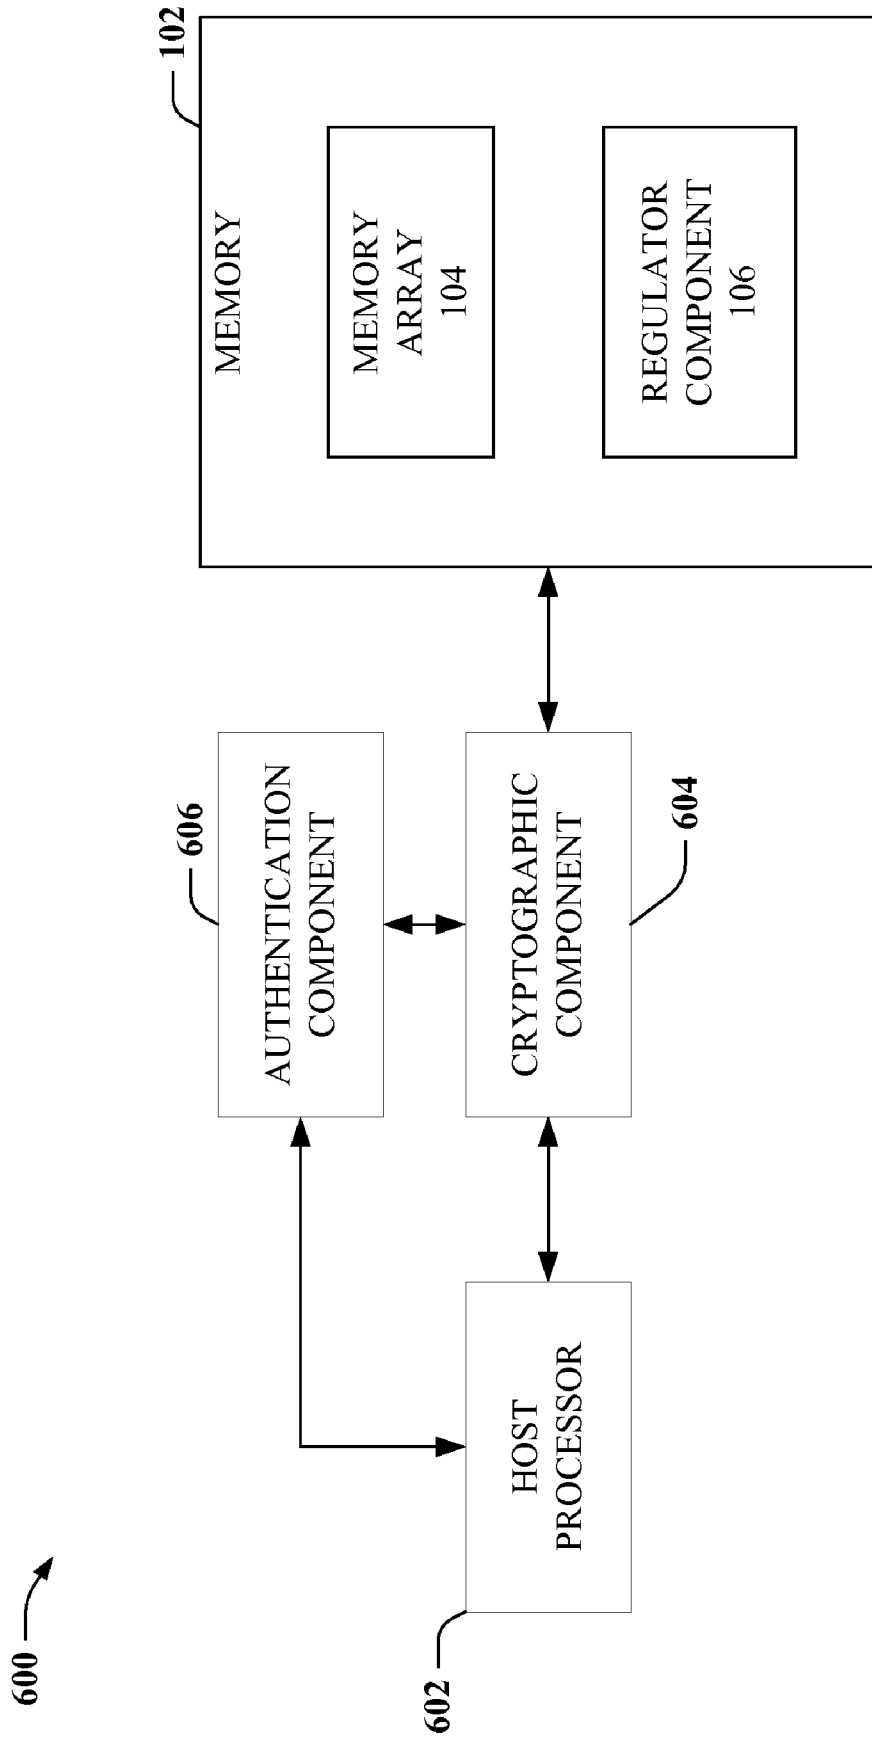 600
602
HOST
PROCESSOR
606
AUTHENTICATION
COMPONENT
CRYPTOGRAPHIC
COMPONENT
604
102
MEMORY
MEMORY
ARRAY
104
REGULATOR
COMPONENT
106